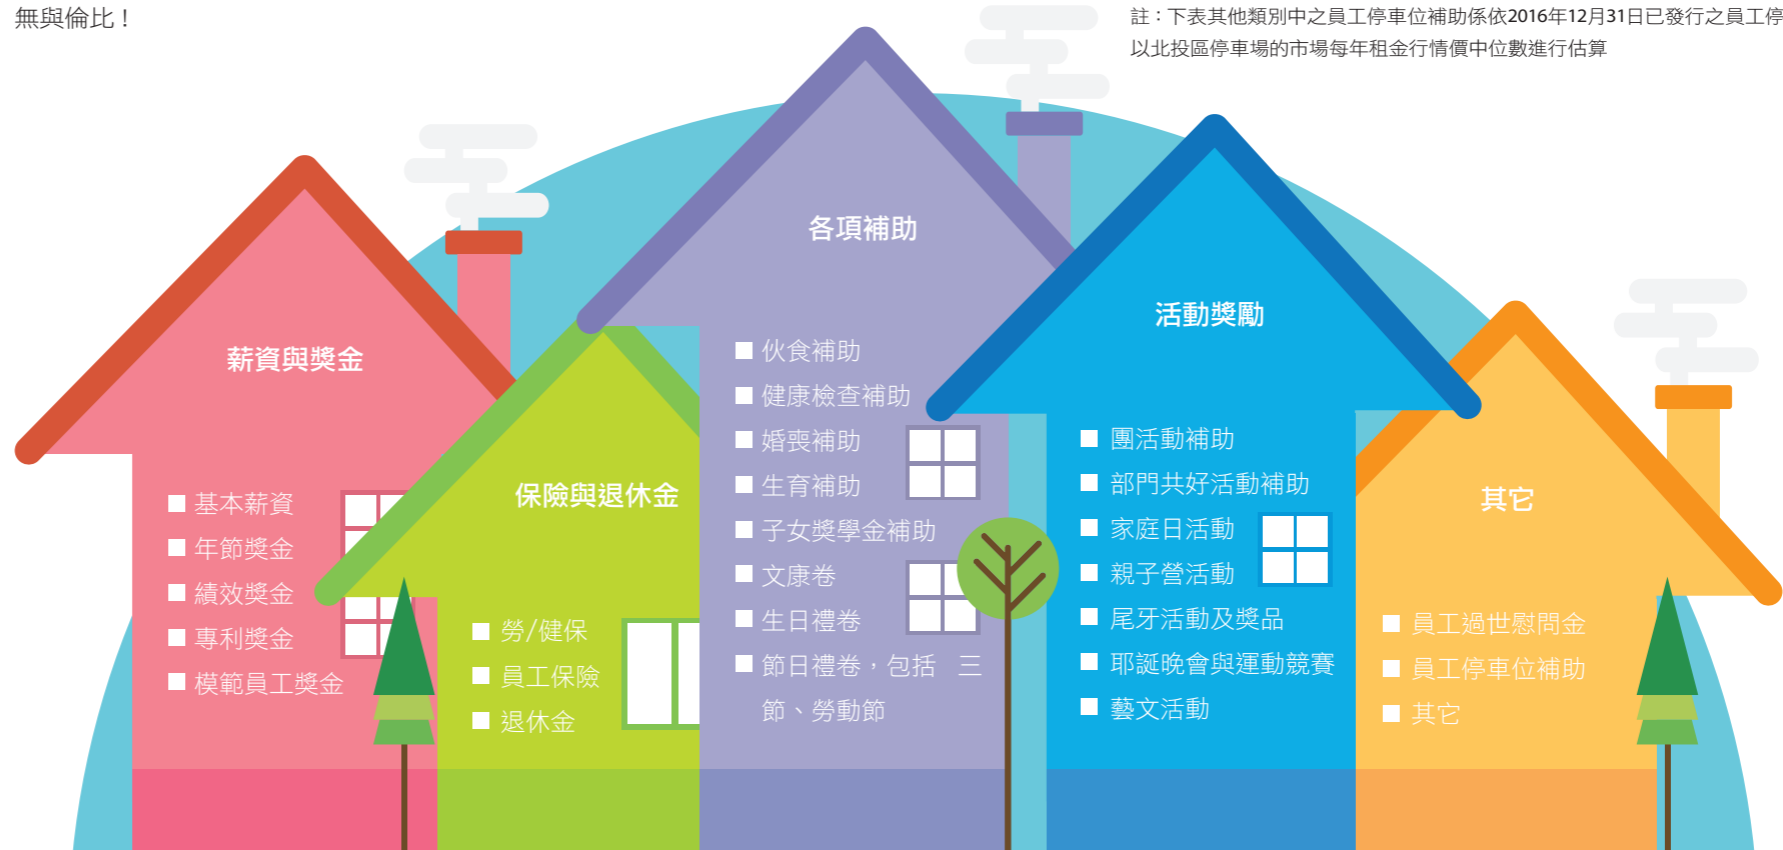 無與倫比！
註：下表其他類別中之員工停車位補助係依2016年12月31日已發行之員工停
以北投區停車場的市場每年租金行情價中位數進行估算
薪資與獎金
■ 基本薪資
■ 年節獎金
■ 績效獎金
■ 專利獎金
■ 模範員工獎金
保險與退休金
■ 勞/健保
■ 員工保險
■ 退休金
各項補助
■ 伙食補助
■ 健康檢查補助
■ 婚喪補助
■ 生育補助
■ 子女獎學金補助
■ 文康卷
■ 生日禮卷
■ 節日禮卷，包括　三
節、勞動節
活動獎勵
■ 團活動補助
■ 部門共好活動補助
■ 家庭日活動
■ 親子營活動
■ 尾牙活動及獎品
■ 耶誕晚會與運動競賽
■ 藝文活動
其它
■ 員工過世慰問金
■ 員工停車位補助
■ 其它